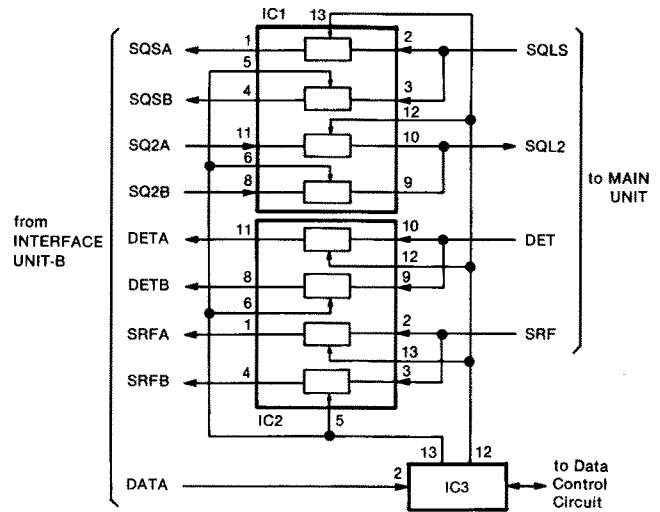 IC1 13
SQSA 1 2 SQLS
5
SQSB 4 3
12
SQ2A 11 10 SQL2
6
SQ2B 8 9
to MAIN
UNIT
from
INTERFACE
UNIT-B
DETA 11 10 DET
12
DETB 8 9
6
SRFA 1 2 SRF
13
SRFB 4 3
IC2 5
13 12
DATA 2 IC3
to Data
Control
Circuit